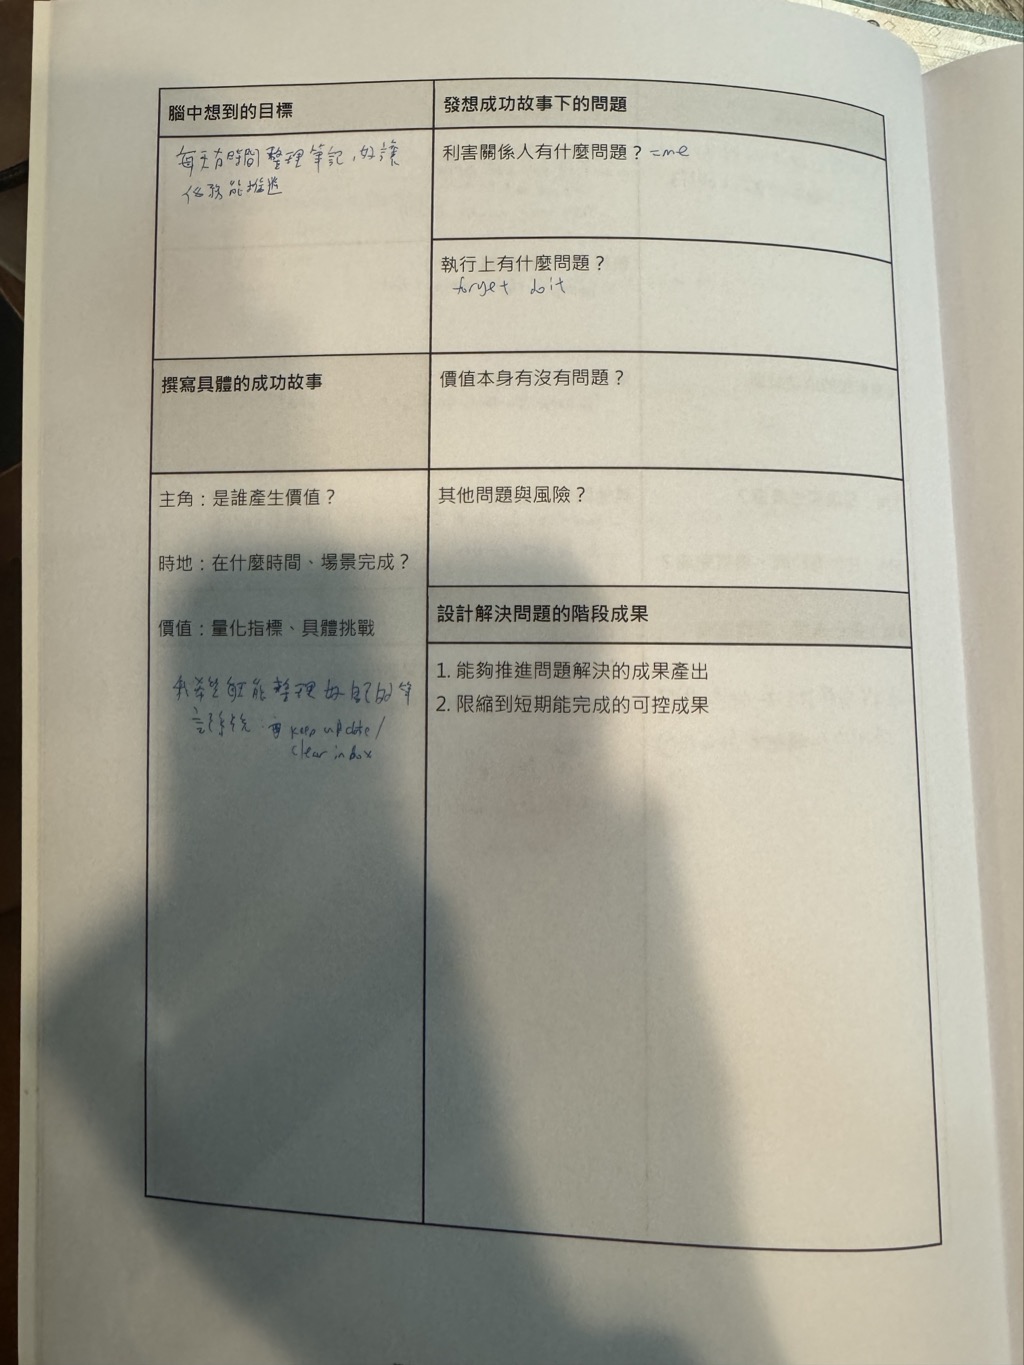 腦中想到的目標
每天有時間整理筆記,好讓
任務能推進
撰寫具體的成功故事
主角:是誰產生價值?
時地:在什麼時間、場景完成?
價值:量化指標、具體挑戰
我希望能整理好自己的筆
記系統 keep update/
clear inbox
發想成功故事下的問題
利害關係人有什麼問題?=me
執行上有什麼問題?
forget do it
價值本身有沒有問題?
其他問題與風險?
設計解決問題的階段成果
1. 能夠推進問題解決的成果產出
2. 限縮到短期能完成的可控成果